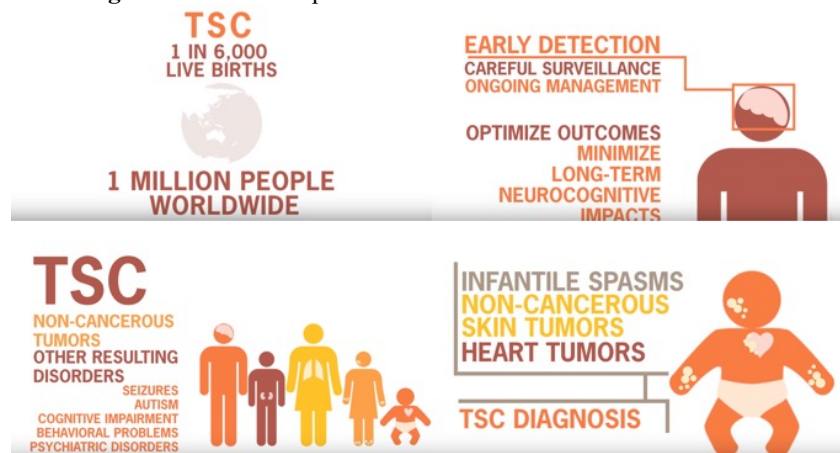 TSC
1 IN 6,000
LIVE BIRTHS
1 MILLION PEOPLE
WORLDWIDE
EARLY DETECTION
CAREFUL SURVEILLANCE
ONGOING MANAGEMENT
OPTIMIZE OUTCOMES
MINIMIZE
LONG-TERM
NEUROCOGNITIVE
IMPACTS
TSC
NON-CANCEROUS
TUMORS
OTHER RESULTING
DISORDERS
SEIZURES
AUTISM
COGNITIVE IMPAIRMENT
BEHAVIORAL PROBLEMS
PSYCHIATRIC DISORDERS
INFANTILE SPASMS
NON-CANCEROUS
SKIN TUMORS
HEART TUMORS
TSC DIAGNOSIS